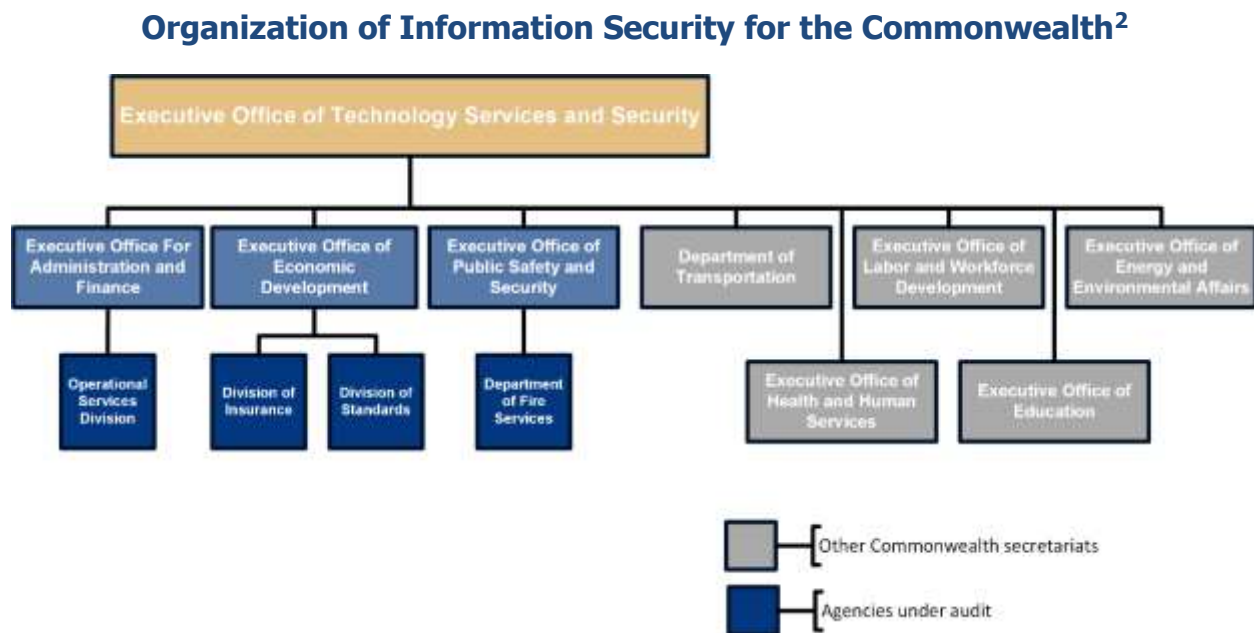 Organization of Information Security for the Commonwealth²
Executive Office of Technology Services and Security
Executive Office For
Administration and
Finance
Executive Office of
Economic
Development
Executive Office of
Public Safety and
Security
Department of
Transportation
Executive Office of
Labor and Workforce
Development
Executive Office of
Energy and
Environmental Affairs
Operational
Services
Division
Division of
Insurance
Division of
Standards
Department
of Fire
Services
Executive Office of
Health and Human
Services
Executive Office of
Education
Other Commonwealth secretariats
Agencies under audit